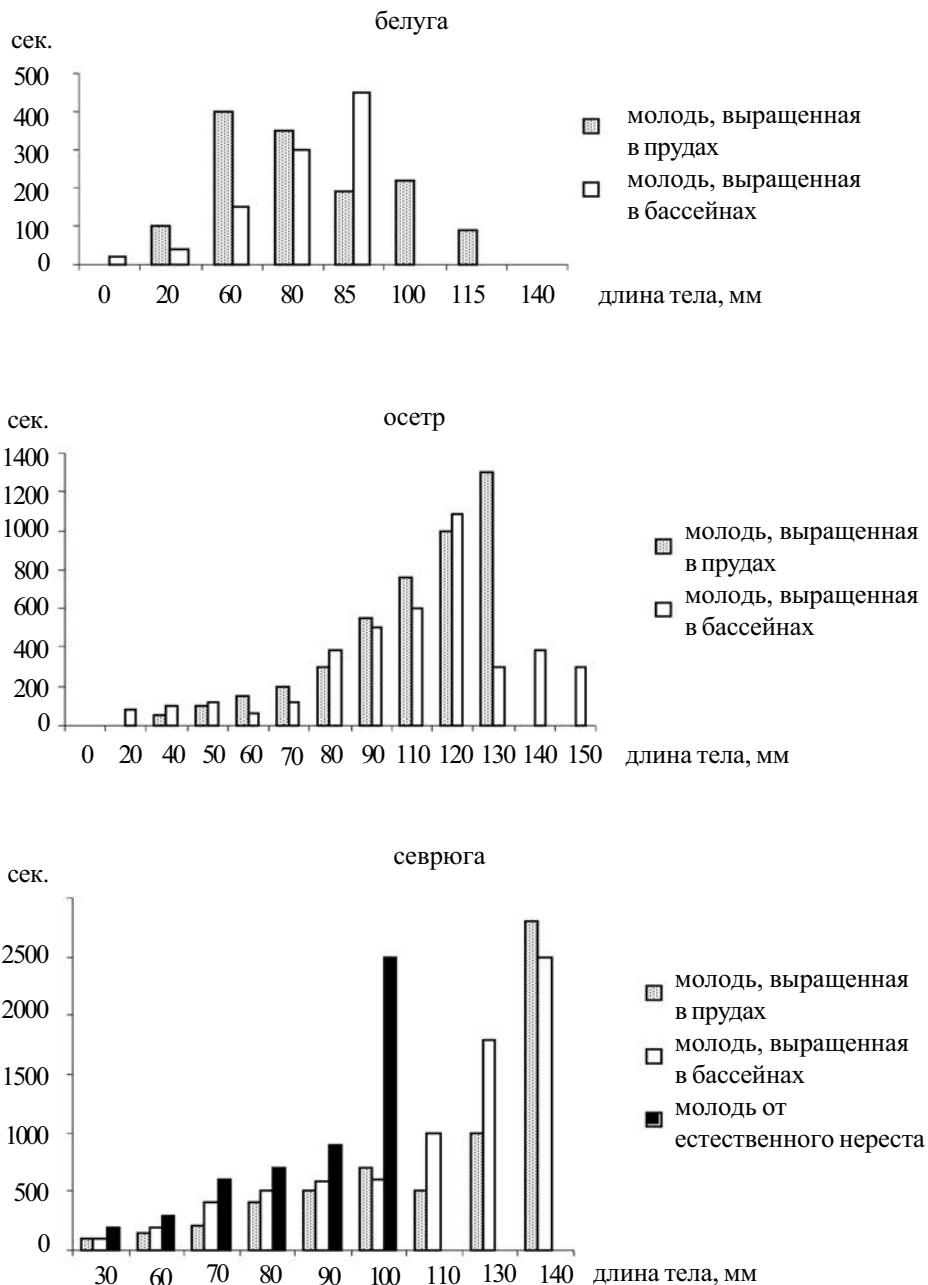 белуга
сек.
500
400
300
200
100
0
0 20 60 80 85 100 115 140 длина тела, мм
молодь, выращенная
в прудах
молодь, выращенная
в бассейнах
осетр
сек.
1400
1200
1000
800
600
400
200
0
0 20 40 50 60 70 80 90 110 120 130 140 150 длина тела, мм
молодь, выращенная
в прудах
молодь, выращенная
в бассейнах
севрюга
сек.
2500
2000
1500
1000
500
0
30 60 70 80 90 100 110 130 140 длина тела, мм
молодь, выращенная
в прудах
молодь, выращенная
в бассейнах
молодь от
естественного нереста